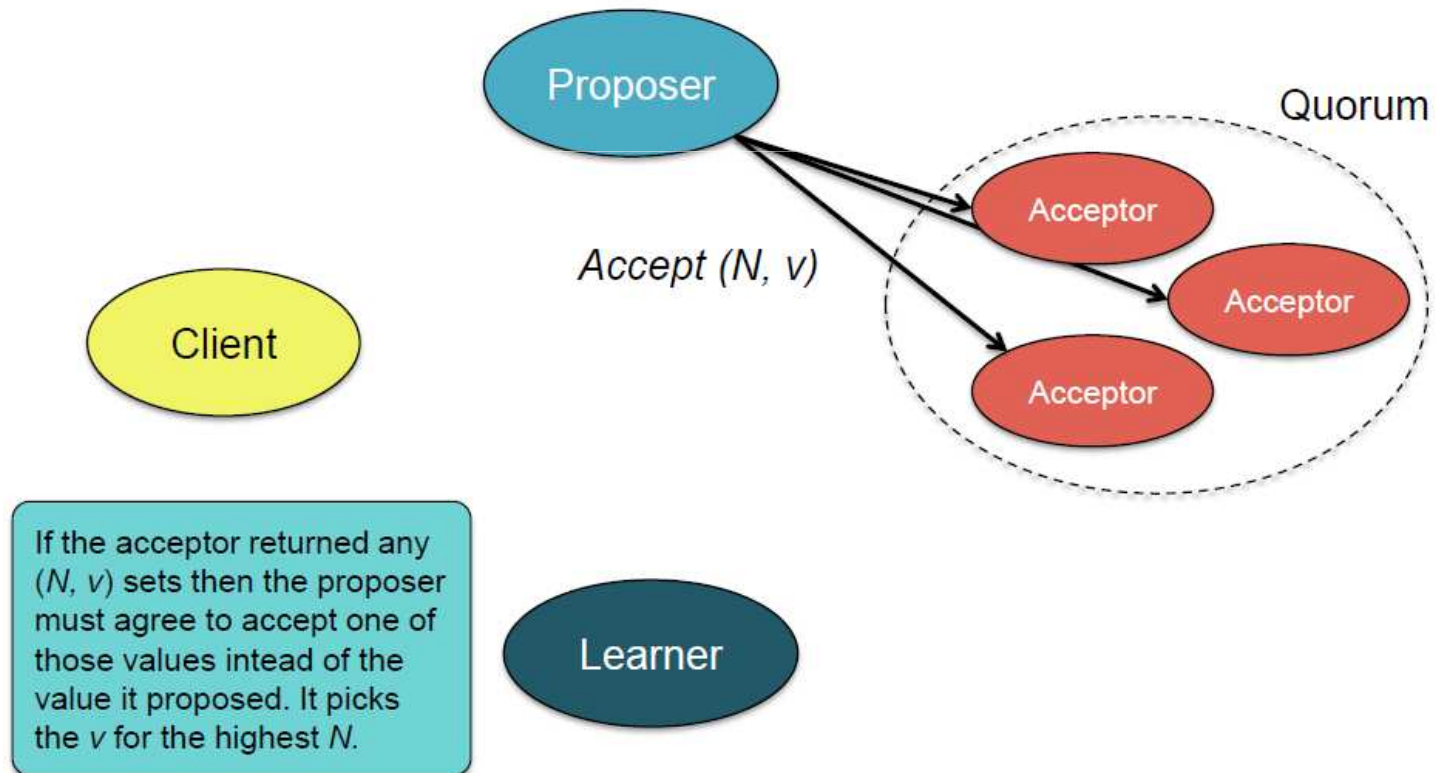 Proposer
Quorum
Acceptor
Accept (N, v)
Acceptor
Client
Acceptor
If the acceptor returned any
(N, v) sets then the proposer
must agree to accept one of
those values intead of the
value it proposed. It picks
the v for the highest N.
Learner